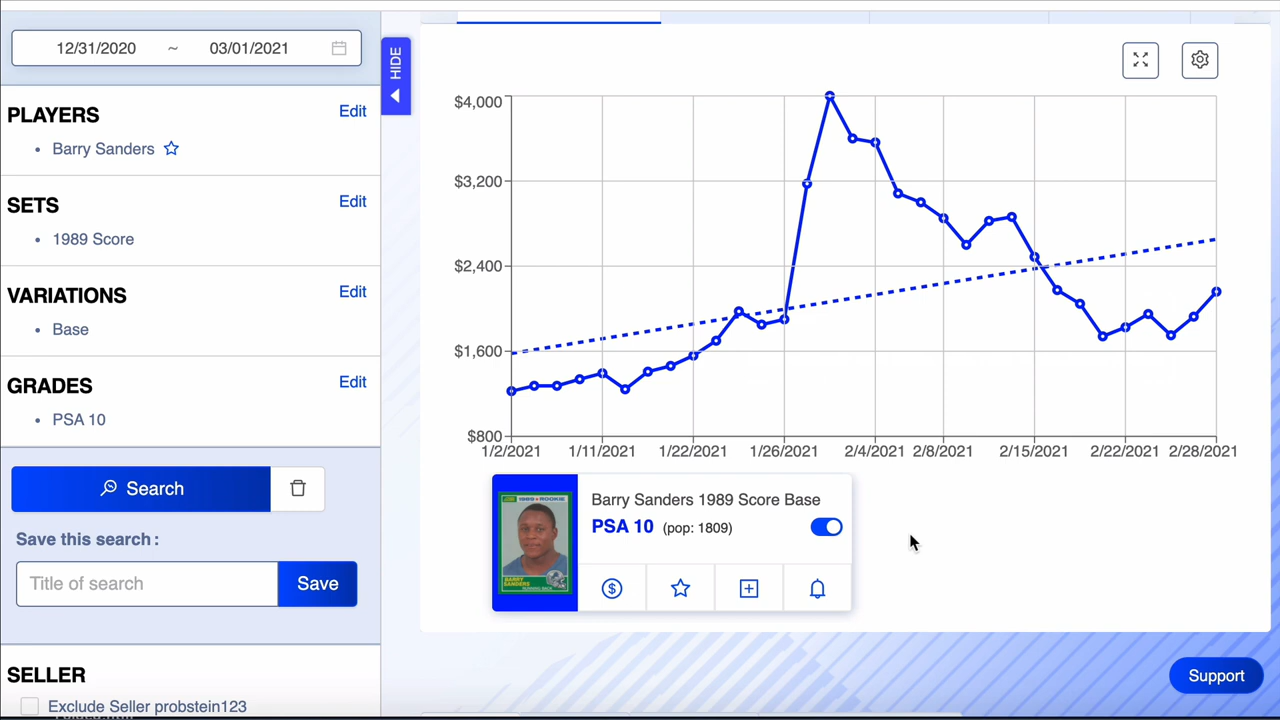 12/31/2020 ~ 03/01/2021
HIDE
PLAYERS Edit
• Barry Sanders
SETS Edit
• 1989 Score
VARIATIONS Edit
• Base
GRADES Edit
• PSA 10
Search
Save this search :
Title of search
Save
SELLER
Exclude Seller probstein123
$4,000
$3,200
$2,400
$1,600
$800
1/2/2021 1/11/2021 1/22/2021 1/26/2021 2/4/2021 2/8/2021 2/15/2021 2/22/2021 2/28/2021
1989 ROOKIE
BARRY
SANDERS
Barry Sanders 1989 Score Base
PSA 10 (pop: 1809)
$
Support